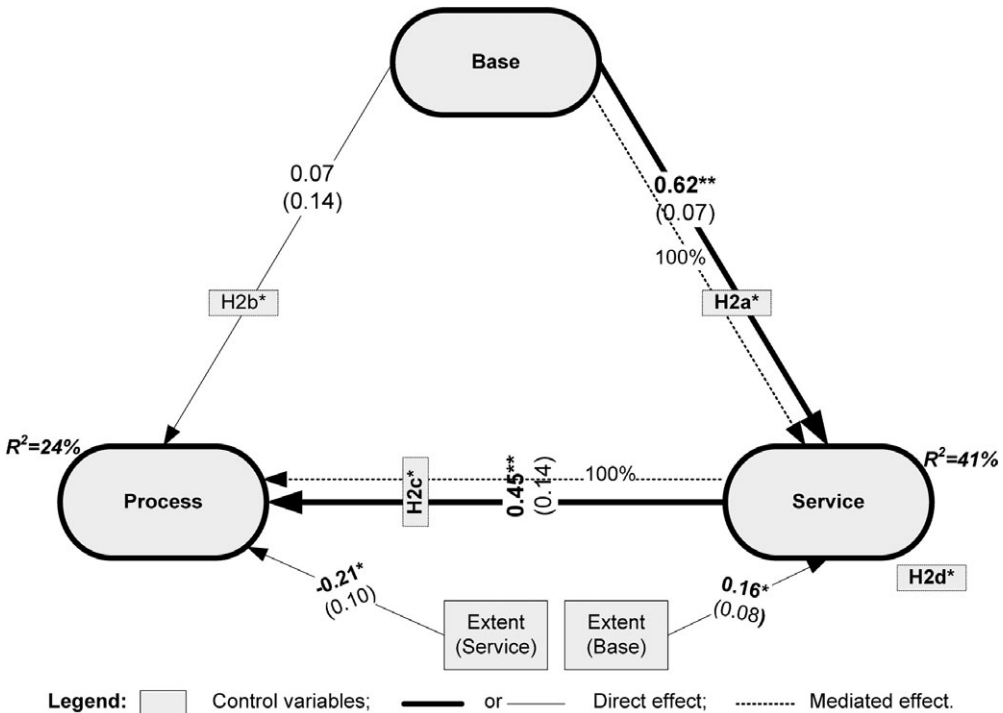 Base
0.07
(0.14)
0.62**
(0.07)
100%
H2b*
H2a*
R²=24%
R²=41%
Process
H2c*
0.45**
(0.14)
100%
Service
H2d*
-0.21*
(0.10)
0.16*
(0.08)
Extent
(Service)
Extent
(Base)
Legend: Control variables; or Direct effect; Mediated effect.